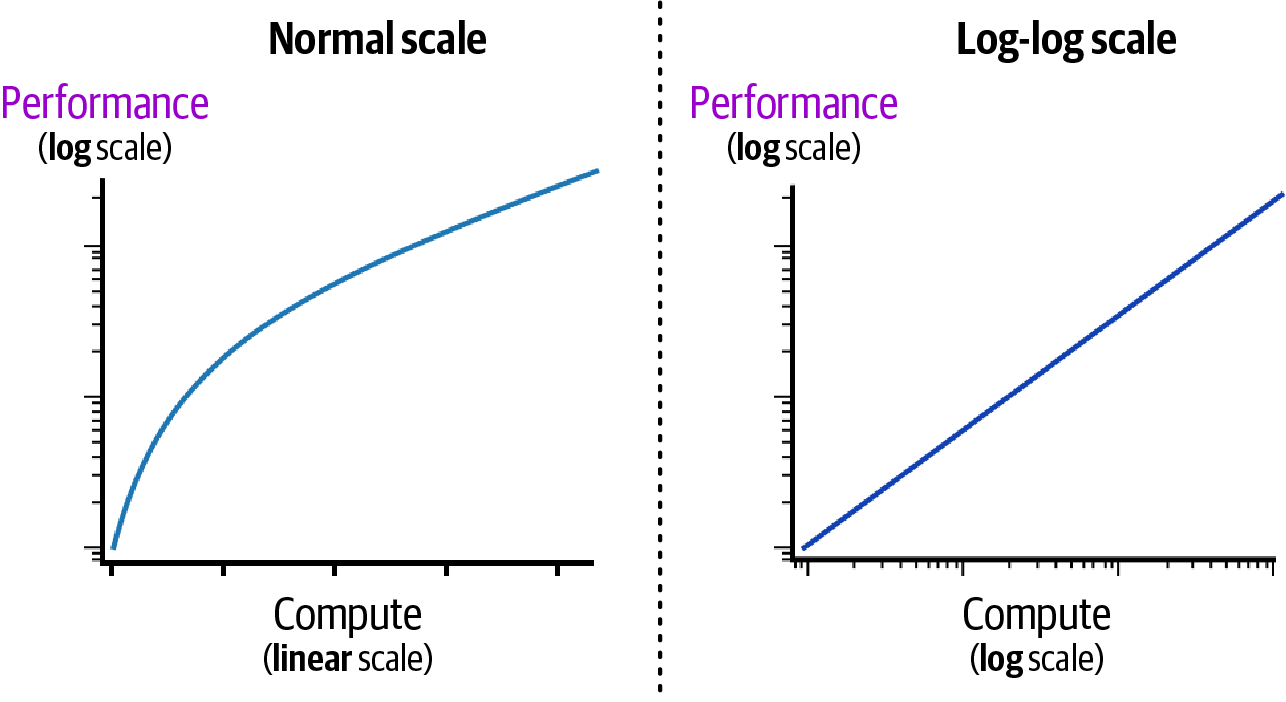 Normal scale
Performance
(log scale)
Compute
(linear scale)
Log-log scale
Performance
(log scale)
Compute
(log scale)